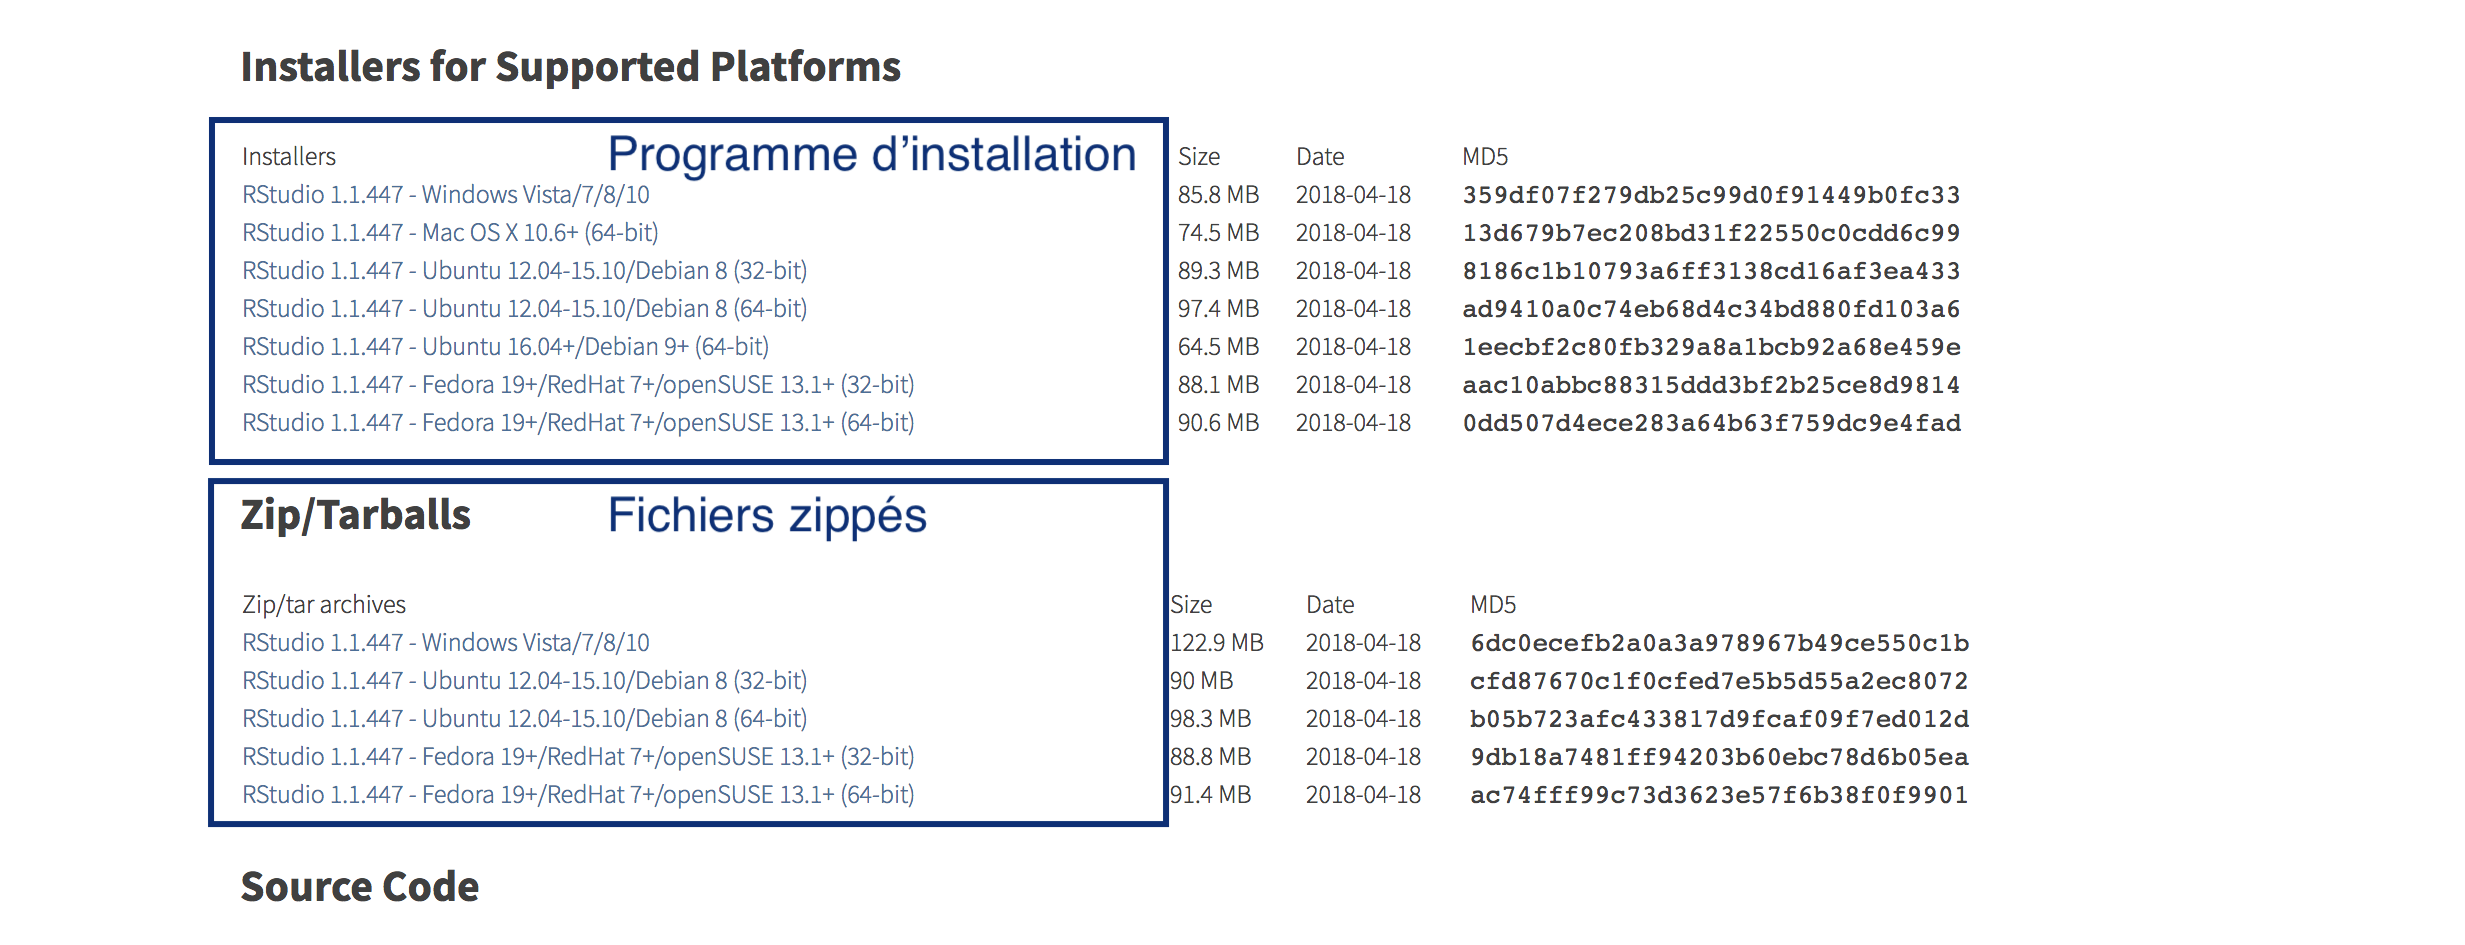 Installers for Supported Platforms
Programme d’installation
Installers Size Date MD5
RStudio 1.1.447 - Windows Vista/7/8/10 85.8 MB 2018-04-18 359df07f279db25c99d0f91449b0fc33
RStudio 1.1.447 - Mac OS X 10.6+ (64-bit) 74.5 MB 2018-04-18 13d679b7ec208bd31f22550c0cdd6c99
RStudio 1.1.447 - Ubuntu 12.04-15.10/Debian 8 (32-bit) 89.3 MB 2018-04-18 8186c1b10793a6ff3138cd16af3ea433
RStudio 1.1.447 - Ubuntu 12.04-15.10/Debian 8 (64-bit) 97.4 MB 2018-04-18 ad9410a0c74eb68d4c34bd880fd103a6
RStudio 1.1.447 - Ubuntu 16.04+/Debian 9+ (64-bit) 64.5 MB 2018-04-18 1eecbf2c80fb329a8a1bcb92a68e459e
RStudio 1.1.447 - Fedora 19+/RedHat 7+/openSUSE 13.1+ (32-bit) 88.1 MB 2018-04-18 aac10abbc88315ddd3bf2b25ce8d9814
RStudio 1.1.447 - Fedora 19+/RedHat 7+/openSUSE 13.1+ (64-bit) 90.6 MB 2018-04-18 0dd507d4ece283a64b63f759dc9e4fad
Zip/Tarballs Fichiers zippés
Zip/tar archives Size Date MD5
RStudio 1.1.447 - Windows Vista/7/8/10 122.9 MB 2018-04-18 6dc0ecefb2a0a3a978967b49ce550c1b
RStudio 1.1.447 - Ubuntu 12.04-15.10/Debian 8 (32-bit) 90 MB 2018-04-18 cfd87670c1f0cfed7e5b5d55a2ec8072
RStudio 1.1.447 - Ubuntu 12.04-15.10/Debian 8 (64-bit) 98.3 MB 2018-04-18 b05b723afc433817d9fcaf09f7ed012d
RStudio 1.1.447 - Fedora 19+/RedHat 7+/openSUSE 13.1+ (32-bit) 88.8 MB 2018-04-18 9db18a7481ff94203b60ebc78d6b05ea
RStudio 1.1.447 - Fedora 19+/RedHat 7+/openSUSE 13.1+ (64-bit) 91.4 MB 2018-04-18 ac74fff99c73d3623e57f6b38f0f9901
Source Code